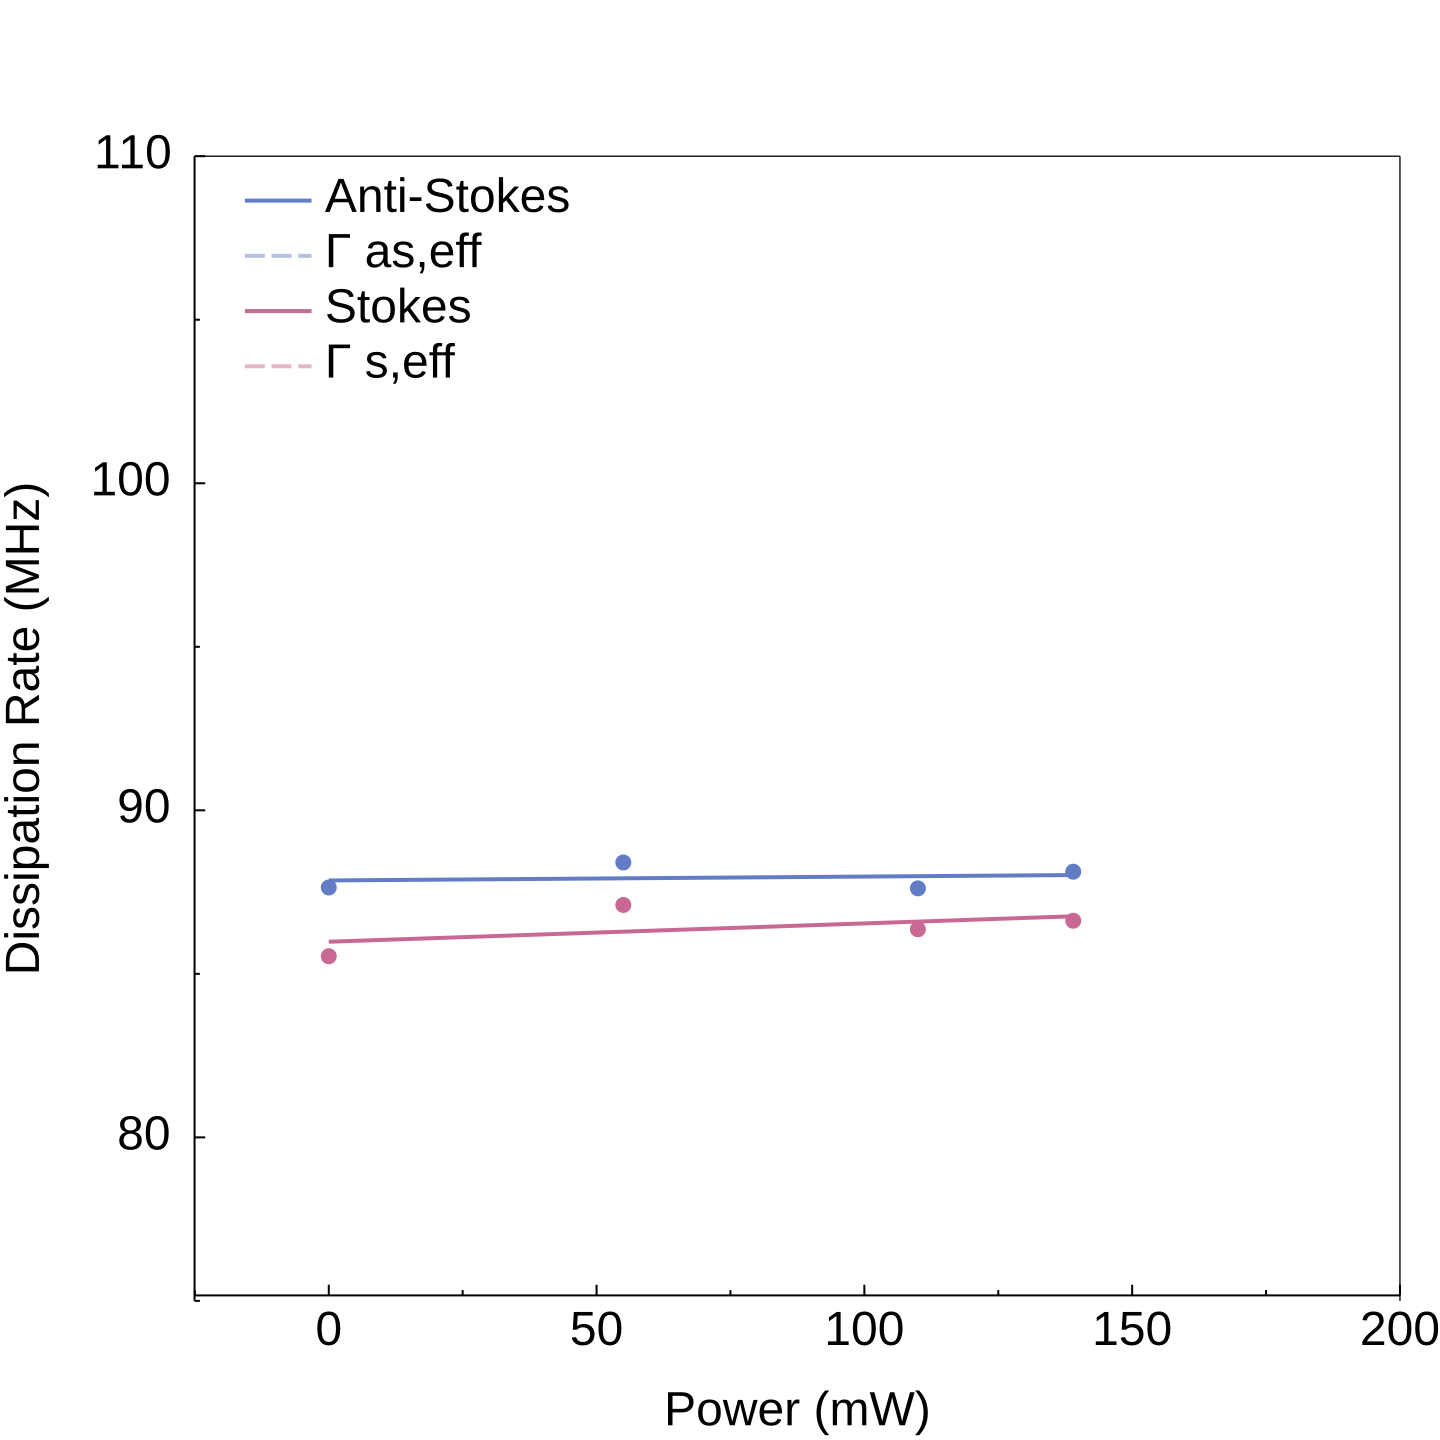 110
Anti-Stokes
Γ as,eff
Stokes
Γ s,eff
100
90
80
Dissipation Rate (MHz)
0 50 100 150 200
Power (mW)